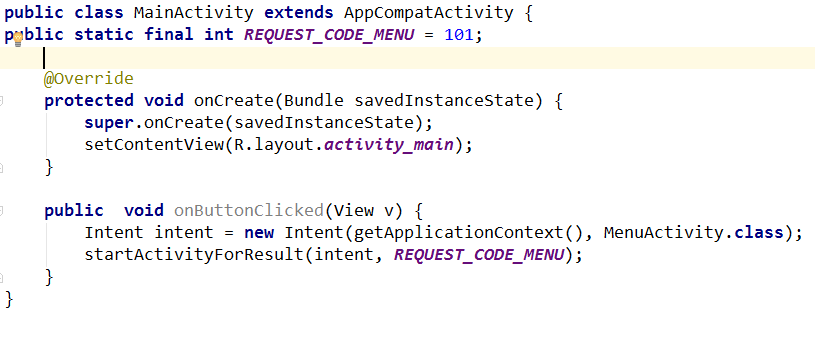 public class MainActivity extends AppCompatActivity {
public static final int REQUEST_CODE_MENU = 101;
@Override
protected void onCreate(Bundle savedInstanceState) {
super.onCreate(savedInstanceState);
setContentView(R.layout.activity_main);
}
public  void onButtonClicked(View v) {
Intent intent = new Intent(getApplicationContext(), MenuActivity.class);
startActivityForResult(intent, REQUEST_CODE_MENU);
}
}